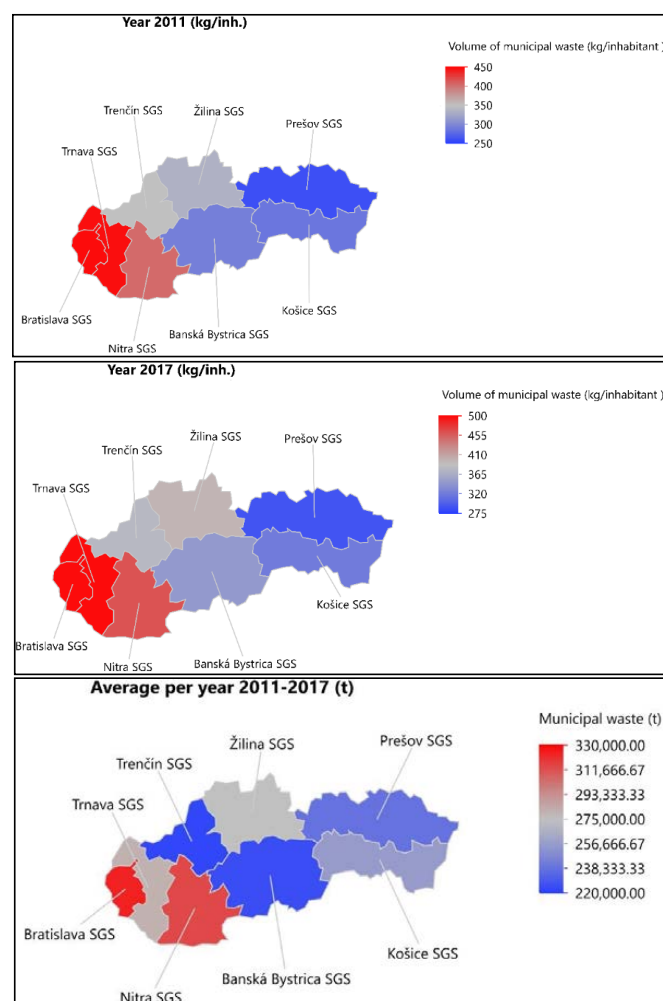 Year 2011 (kg/inh.)
Volume of municipal waste (kg/inhabitant )
450
400
350
300
250
Žilina SGS
Trenčín SGS
Prešov SGS
Trnava SGS
Košice SGS
Bratislava SGS
Banská Bystrica SGS
Nitra SGS
Year 2017 (kg/inh.)
Volume of municipal waste (kg/inhabitant )
500
455
410
365
320
275
Žilina SGS
Prešov SGS
Trenčín SGS
Trnava SGS
Košice SGS
Bratislava SGS
Nitra SGS
Banská Bystrica SGS
Average per year 2011-2017 (t)
Municipal waste (t)
330,000.00
311,666.67
293,333.33
275,000.00
256,666.67
238,333.33
220,000.00
Žilina SGS
Prešov SGS
Trenčín SGS
Trnava SGS
Bratislava SGS
Košice SGS
Banská Bystrica SGS
Nitra SGS